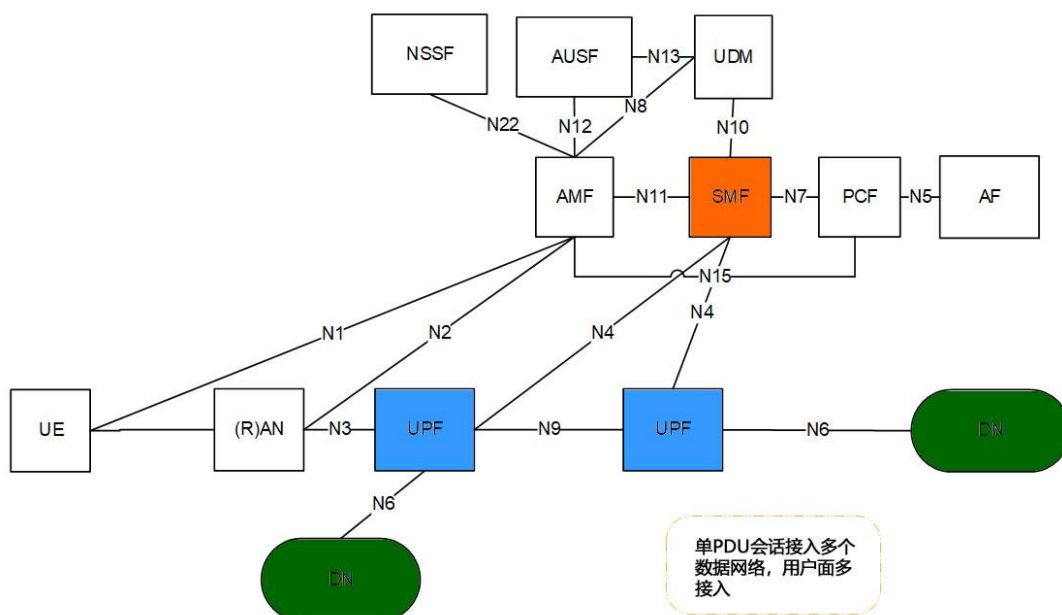 NSSF
AUSF
N13
UDM
N22
N12
N8
N10
AMF
N11
SMF
N7
PCF
N5
AF
N15
N1
N2
N4
N4
UE
(R)AN
N3
UPF
N9
UPF
N6
DN
N6
DN
单PDU会话接入多个
数据网络，用户面多
接入